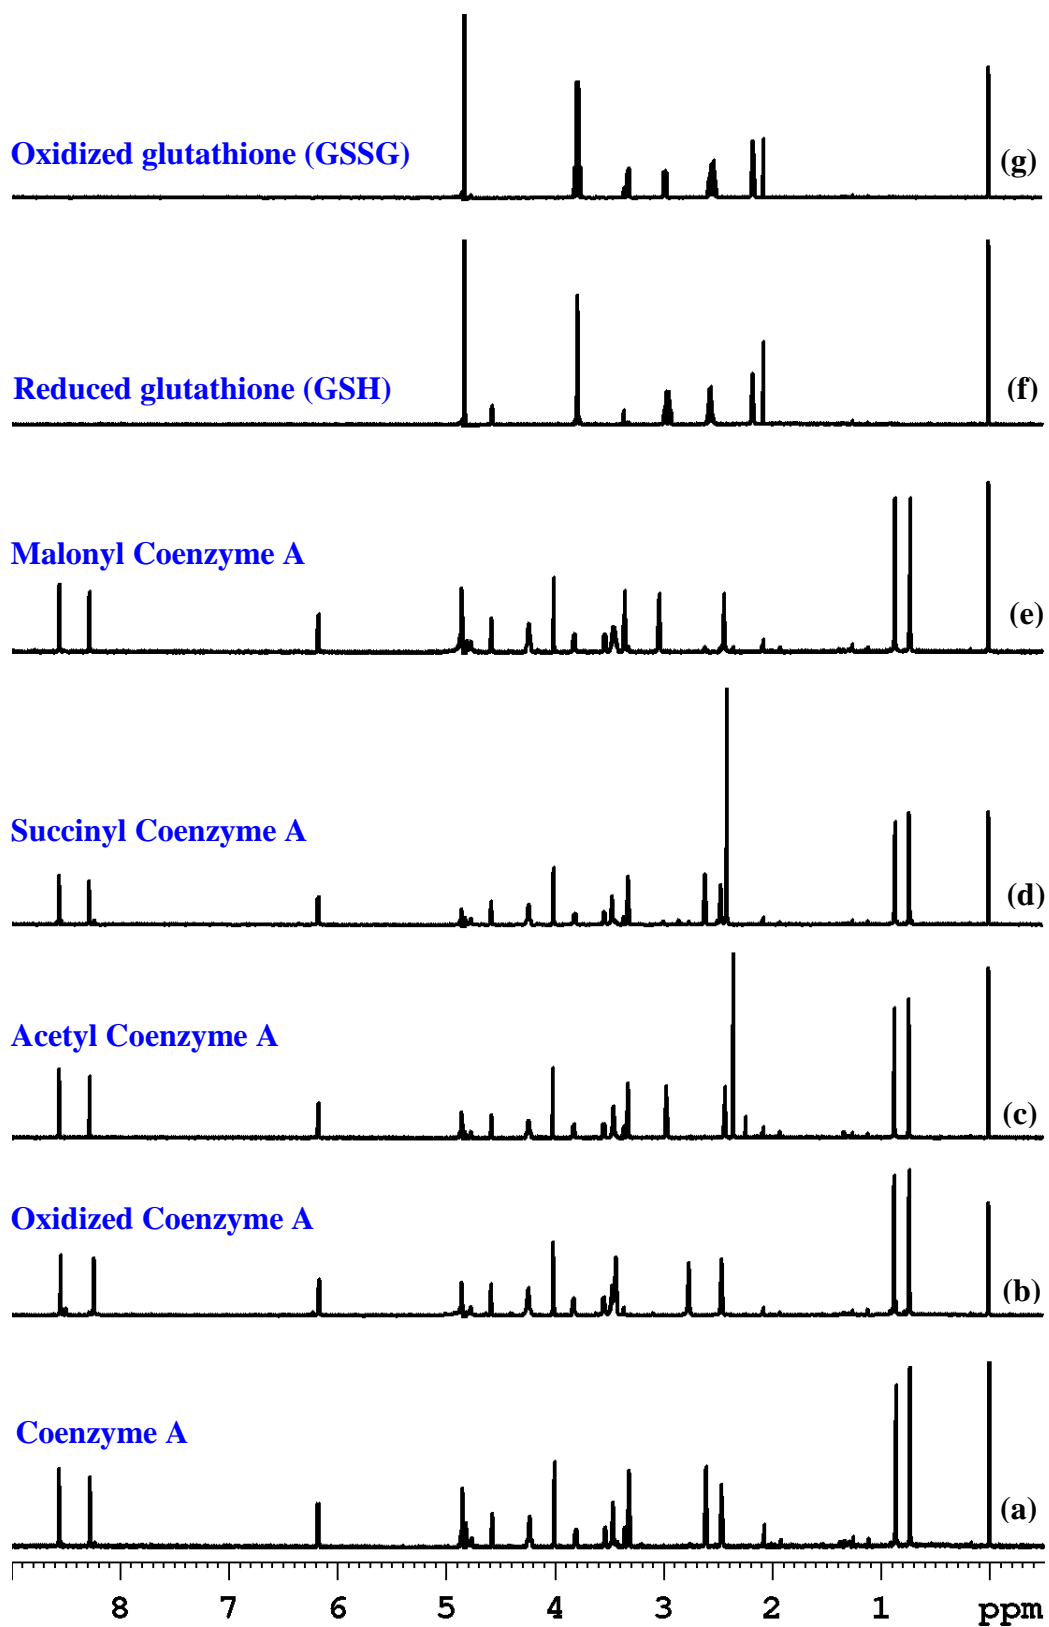 Oxidized glutathione (GSSG) (g)
Reduced glutathione (GSH) (f)
Malonyl Coenzyme A (e)
Succinyl Coenzyme A (d)
Acetyl Coenzyme A (c)
Oxidized Coenzyme A (b)
Coenzyme A (a)
8 7 6 5 4 3 2 1 ppm